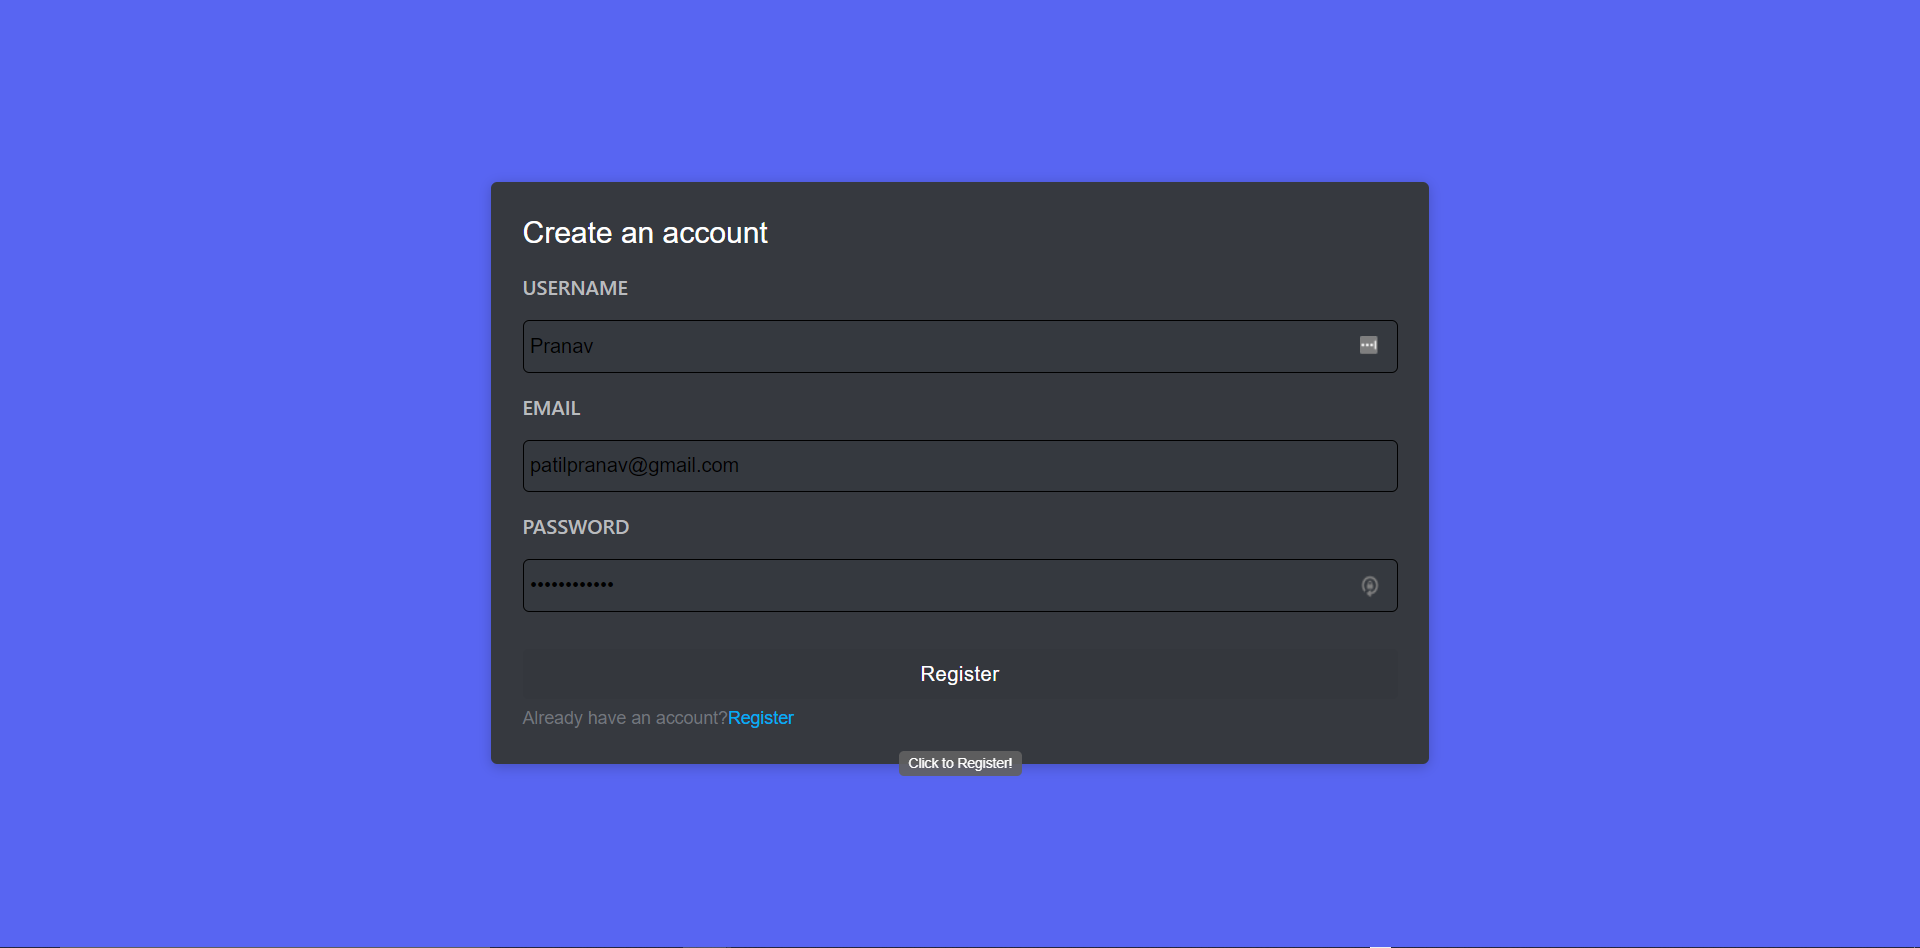 Create an account
USERNAME
Pranav
EMAIL
patilpranav@gmail.com
PASSWORD
••••••••••••
Register
Already have an account?Register
Click to Register!